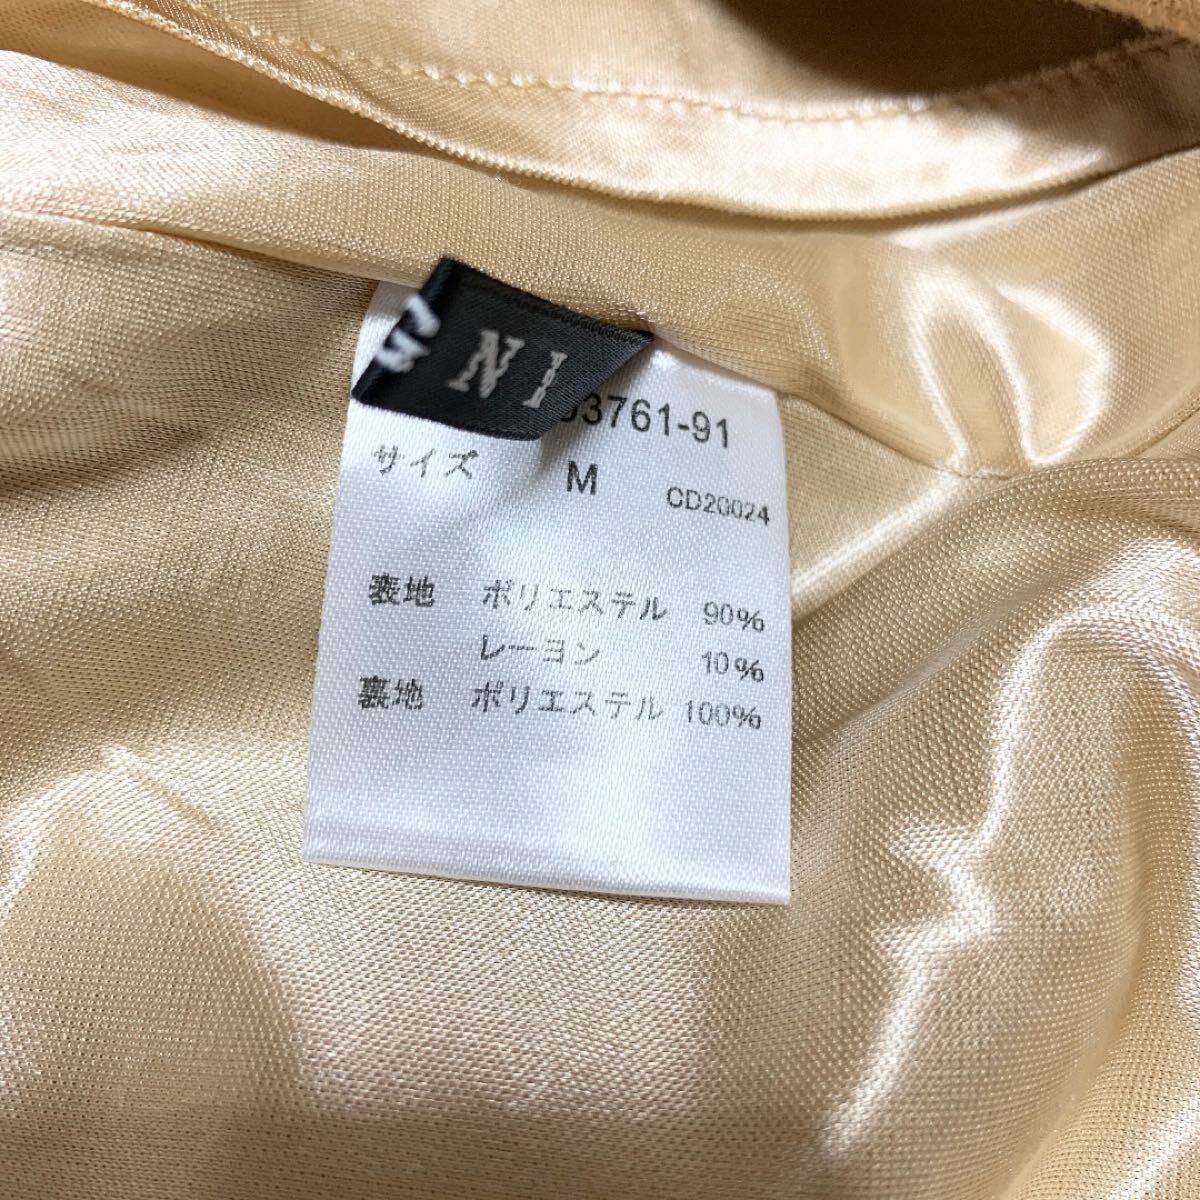 NI
3761-91
サイズ M CD20024
表地 ポリエステル 90%
レーヨン 10%
裏地 ポリエステル 100%